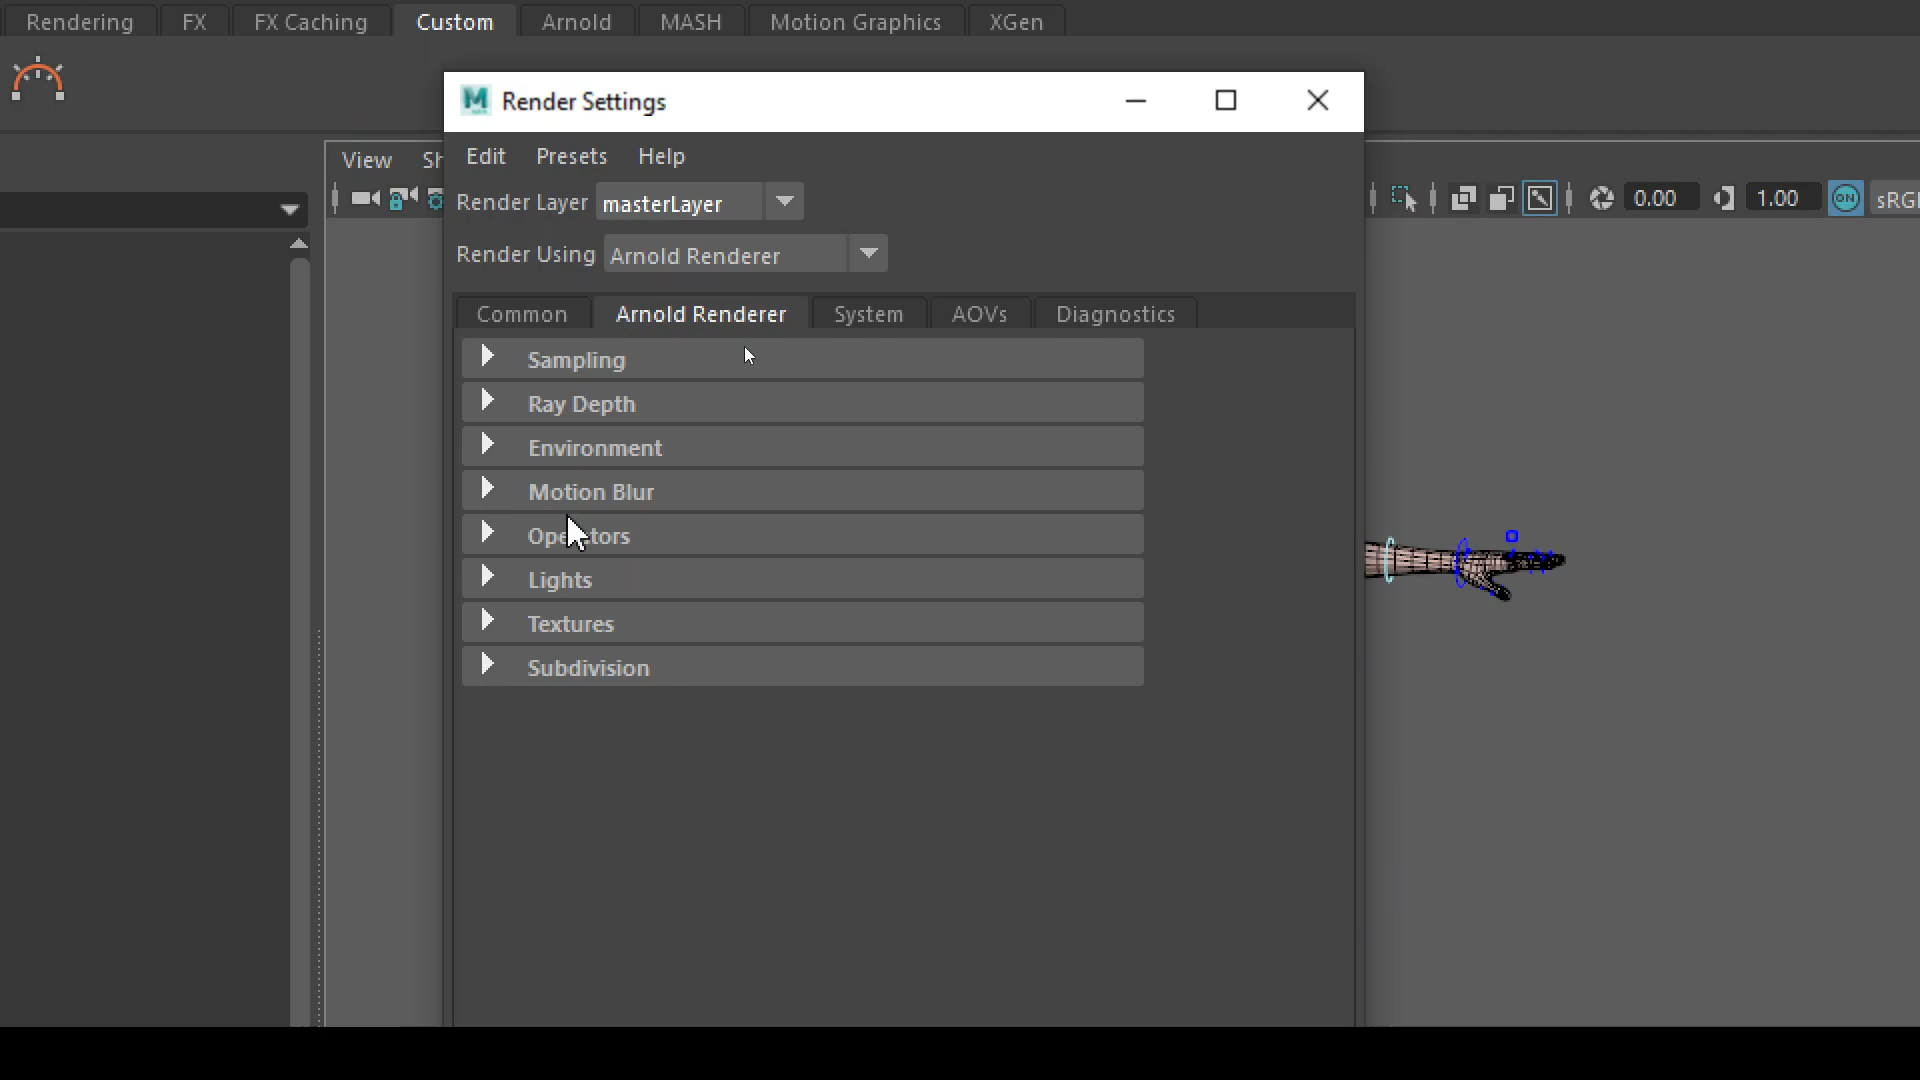 Rendering FX FX Caching Custom Arnold MASH Motion Graphics XGen
Render Settings
Edit Presets Help
View
Render Layer masterLayer
0.00 1.00 ON
Render Using Arnold Renderer
Common Arnold Renderer System AOVs Diagnostics
Sampling
Ray Depth
Environment
Motion Blur
Lights
Textures
Subdivision